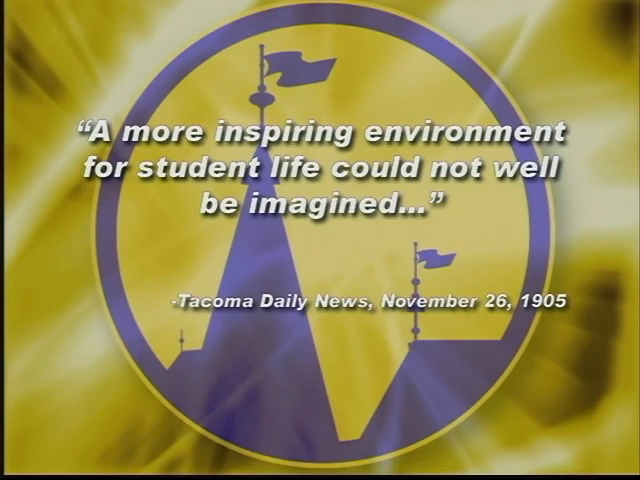 “A more inspiring environment
for student life could not well
be imagined...”
-Tacoma Daily News, November 26, 1905